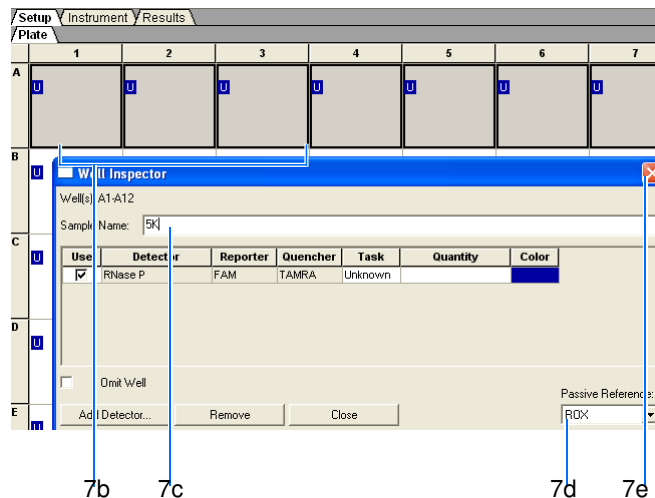 Setup Instrument Results
Plate
1 2 3 4 5 6 7
A
U U U U U U U
B
U
Well Inspector
Well(s): A1-A12
Sample Name: 5K
C
U
Use Detector Reporter Quencher Task Quantity Color
RNase P FAM TAMRA Unknown
D
U
Omit Well
Passive Reference:
E
U
Add Detector... Remove Close ROX
7b 7c 7d 7e